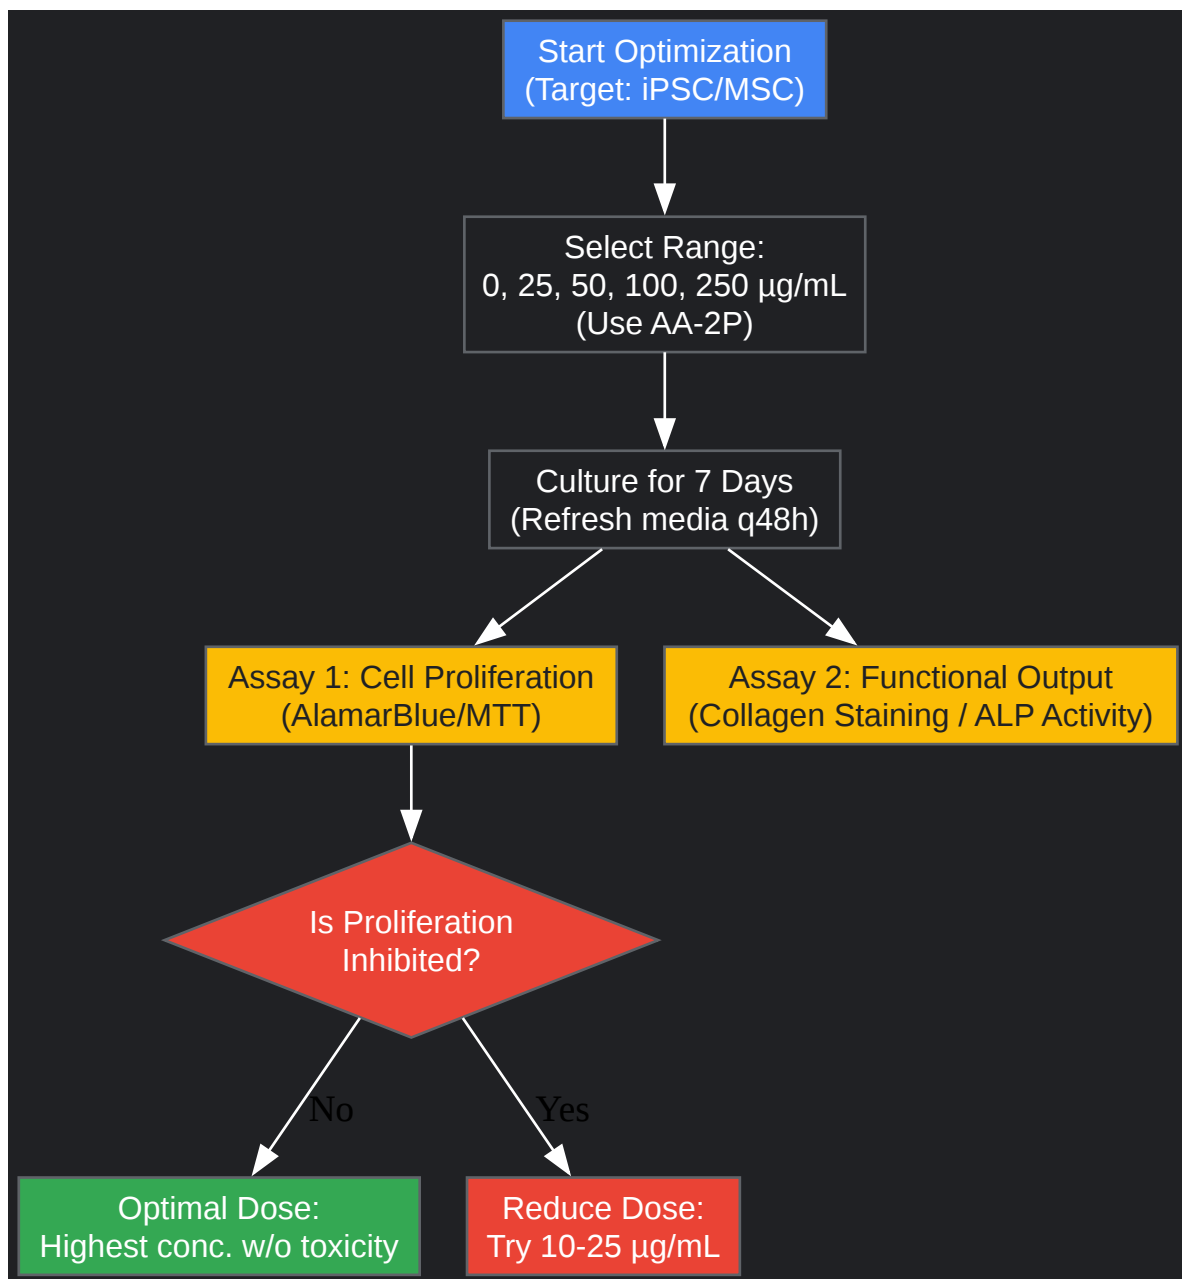 Start Optimization
(Target: iPSC/MSC)
Select Range:
0, 25, 50, 100, 250 µg/mL
(Use AA-2P)
Culture for 7 Days
(Refresh media q48h)
Assay 1: Cell Proliferation
(AlamarBlue/MTT)
Assay 2: Functional Output
(Collagen Staining / ALP Activity)
Is Proliferation
Inhibited?
No
Yes
Optimal Dose:
Highest conc. w/o toxicity
Reduce Dose:
Try 10-25 µg/mL